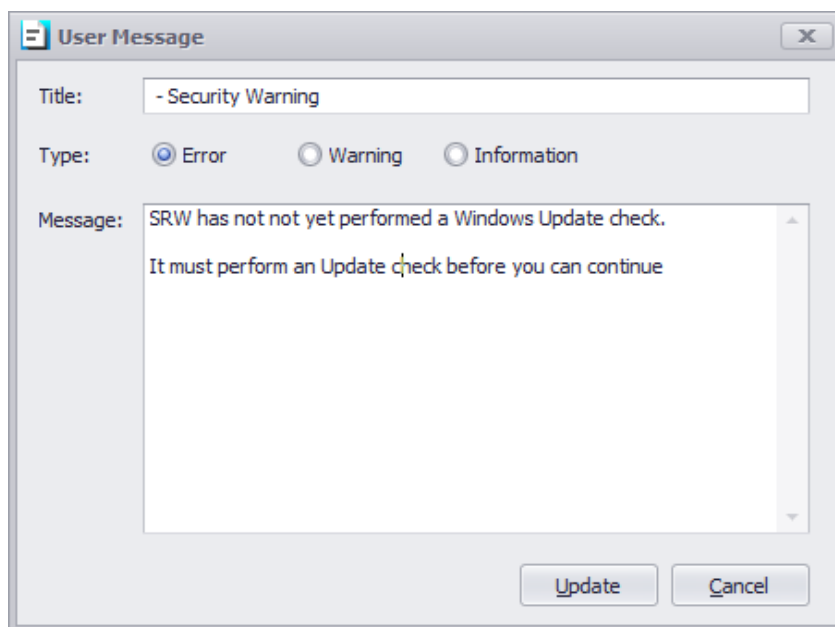 User Message
Title: - Security Warning
Type: Error Warning Information
Message: SRW has not not yet performed a Windows Update check.
It must perform an Update check before you can continue
Update Cancel